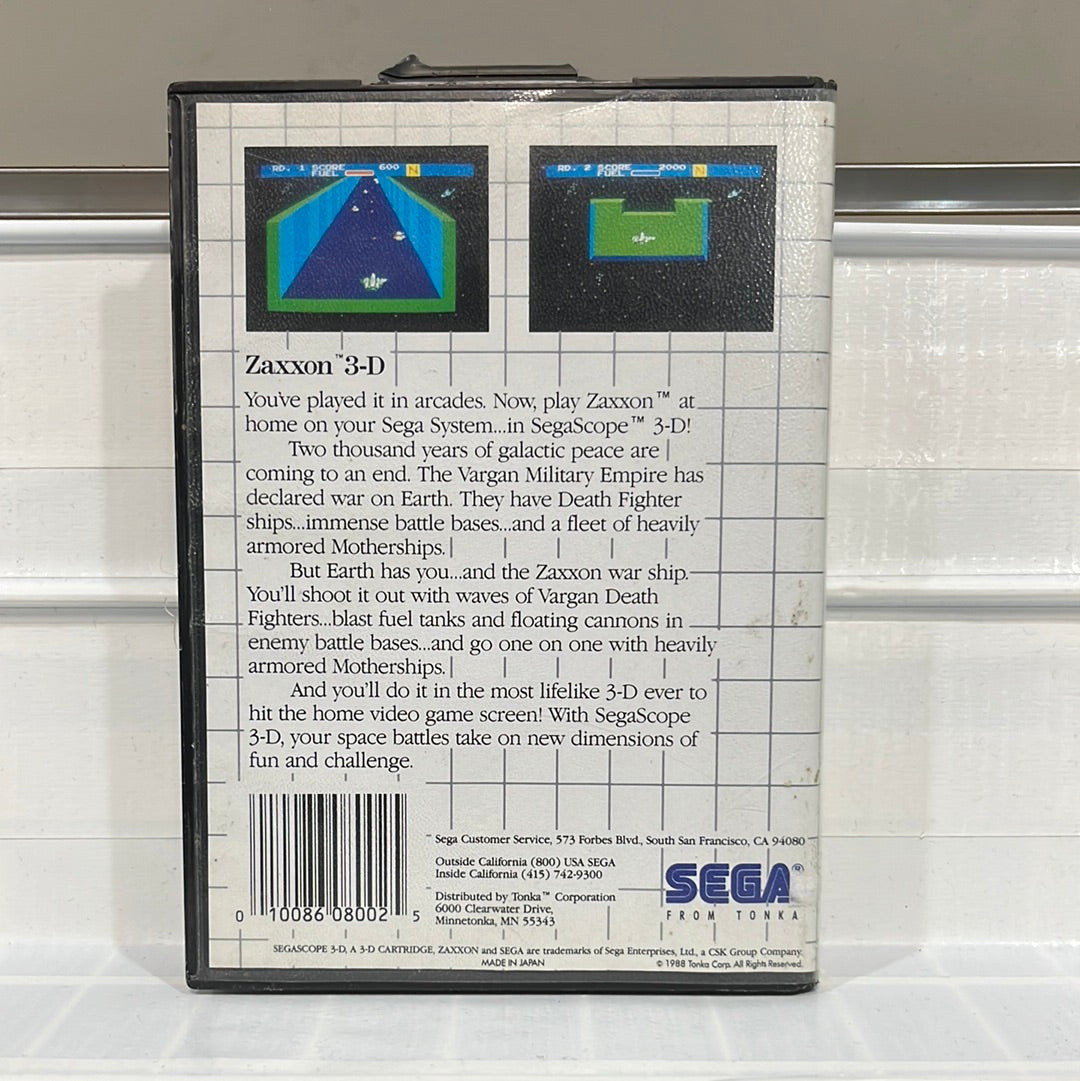 RD. 1 SCORE 600 N
FUEL
RD. 2 SCORE 2000 N
FUEL
Zaxxon™ 3-D
You've played it in arcades. Now, play Zaxxon™ at
home on your Sega System...in SegaScope™ 3-D!
Two thousand years of galactic peace are
coming to an end. The Vargan Military Empire has
declared war on Earth. They have Death Fighter
ships...immense battle bases...and a fleet of heavily
armored Motherships.
But Earth has you...and the Zaxxon war ship.
You'll shoot it out with waves of Vargan Death
Fighters...blast fuel tanks and floating cannons in
enemy battle bases...and go one on one with heavily
armored Motherships.
And you'll do it in the most lifelike 3-D ever to
hit the home video game screen! With SegaScope
3-D, your space battles take on new dimensions of
fun and challenge.
0 10086 08002 5
Sega Customer Service, 573 Forbes Blvd., South San Francisco, CA 94080
Outside California (800) USA SEGA
Inside California (415) 742-9300
Distributed by Tonka™ Corporation
6000 Clearwater Drive,
Minnetonka, MN 55343
SEGA®
FROM TONKA
SEGASCOPE 3-D, A 3-D CARTRIDGE, ZAXXON and SEGA are trademarks of Sega Enterprises, Ltd., a CSK Group Company.
MADE IN JAPAN
© 1988 Tonka Corp. All Rights Reserved.